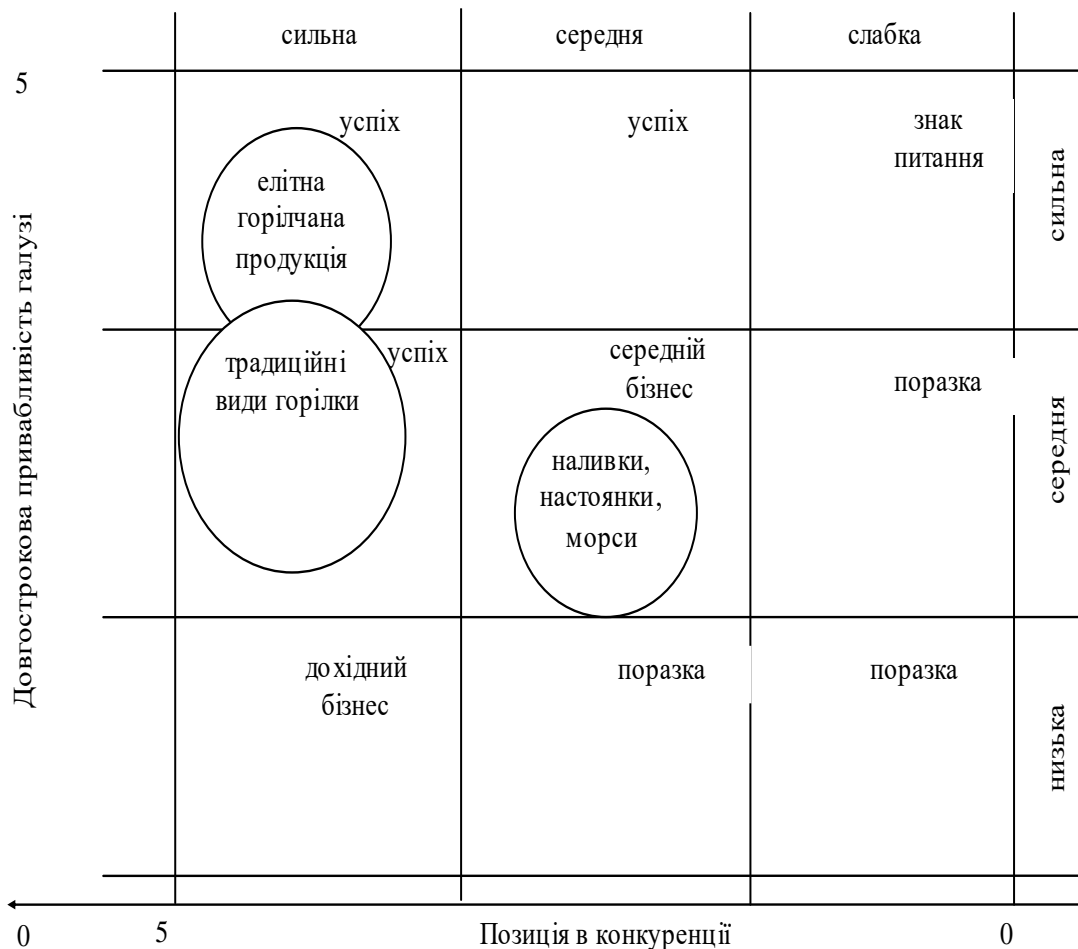 сильна
середня
слабка
5
успіх
успіх
знак
питання
сильна
елітна
горілчана
продукція
Довгострокова привабливість галузі
традиційні
види горілки
успіх
середній
бізнес
поразка
середня
наливки,
настоянки,
морси
дохідний
бізнес
поразка
поразка
низька
0
5
Позиція в конкуренції
0